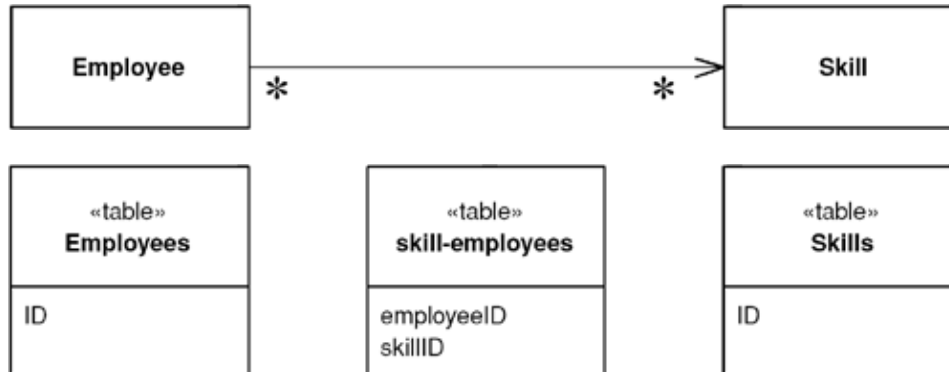 Employee
*
*
Skill
«table»
Employees
ID
«table»
skill-employees
employeeID
skillID
«table»
Skills
ID